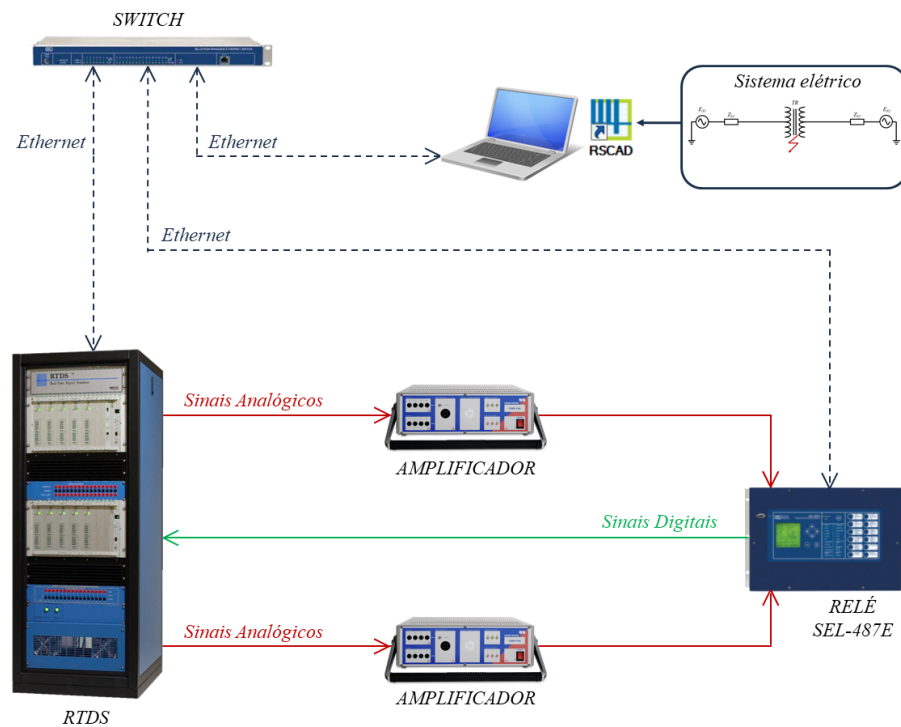 SWITCH
Sistema elétrico
TR
RSCAD
Ethernet
Ethernet
Ethernet
RTDS
Sinais Analógicos
AMPLIFICADOR
Sinais Digitais
RELÉ
SEL-487E
Sinais Analógicos
AMPLIFICADOR
RTDS